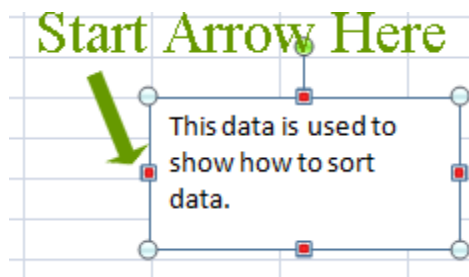 Start Arrow Here
This data is used to
show how to sort
data.